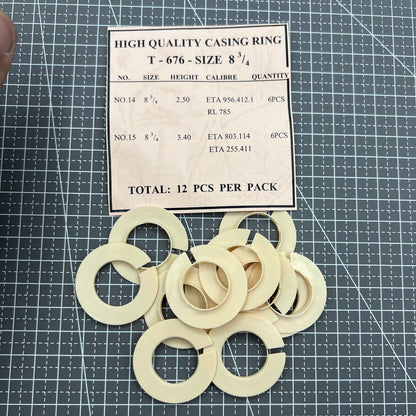 HIGH QUALITY CASING RING
T - 676 - SIZE 8 3/4
NO. SIZE HEIGHT CALIBRE QUANTITY
NO.14 8 3/4 2.50 ETA 956.412.1 6PCS
RL 785
NO.15 8 3/4 3.40 ETA 803.114 6PCS
ETA 255.411
TOTAL: 12 PCS PER PACK